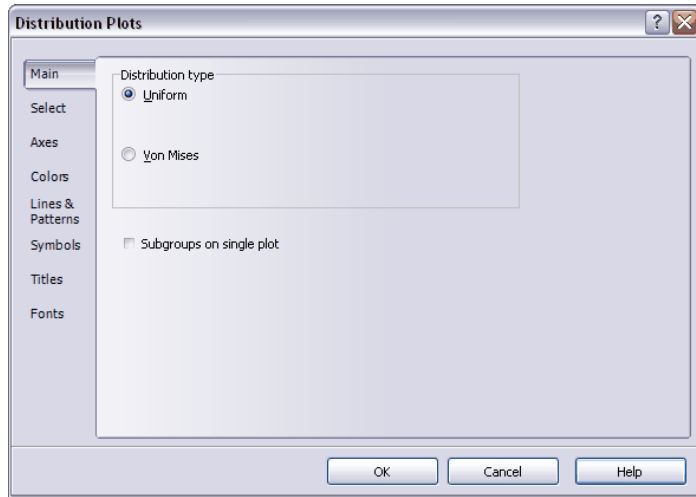 Distribution Plots
?
Main
Select
Axes
Colors
Lines &
Patterns
Symbols
Titles
Fonts
Distribution type
Uniform
Von Mises
Subgroups on single plot
OK
Cancel
Help